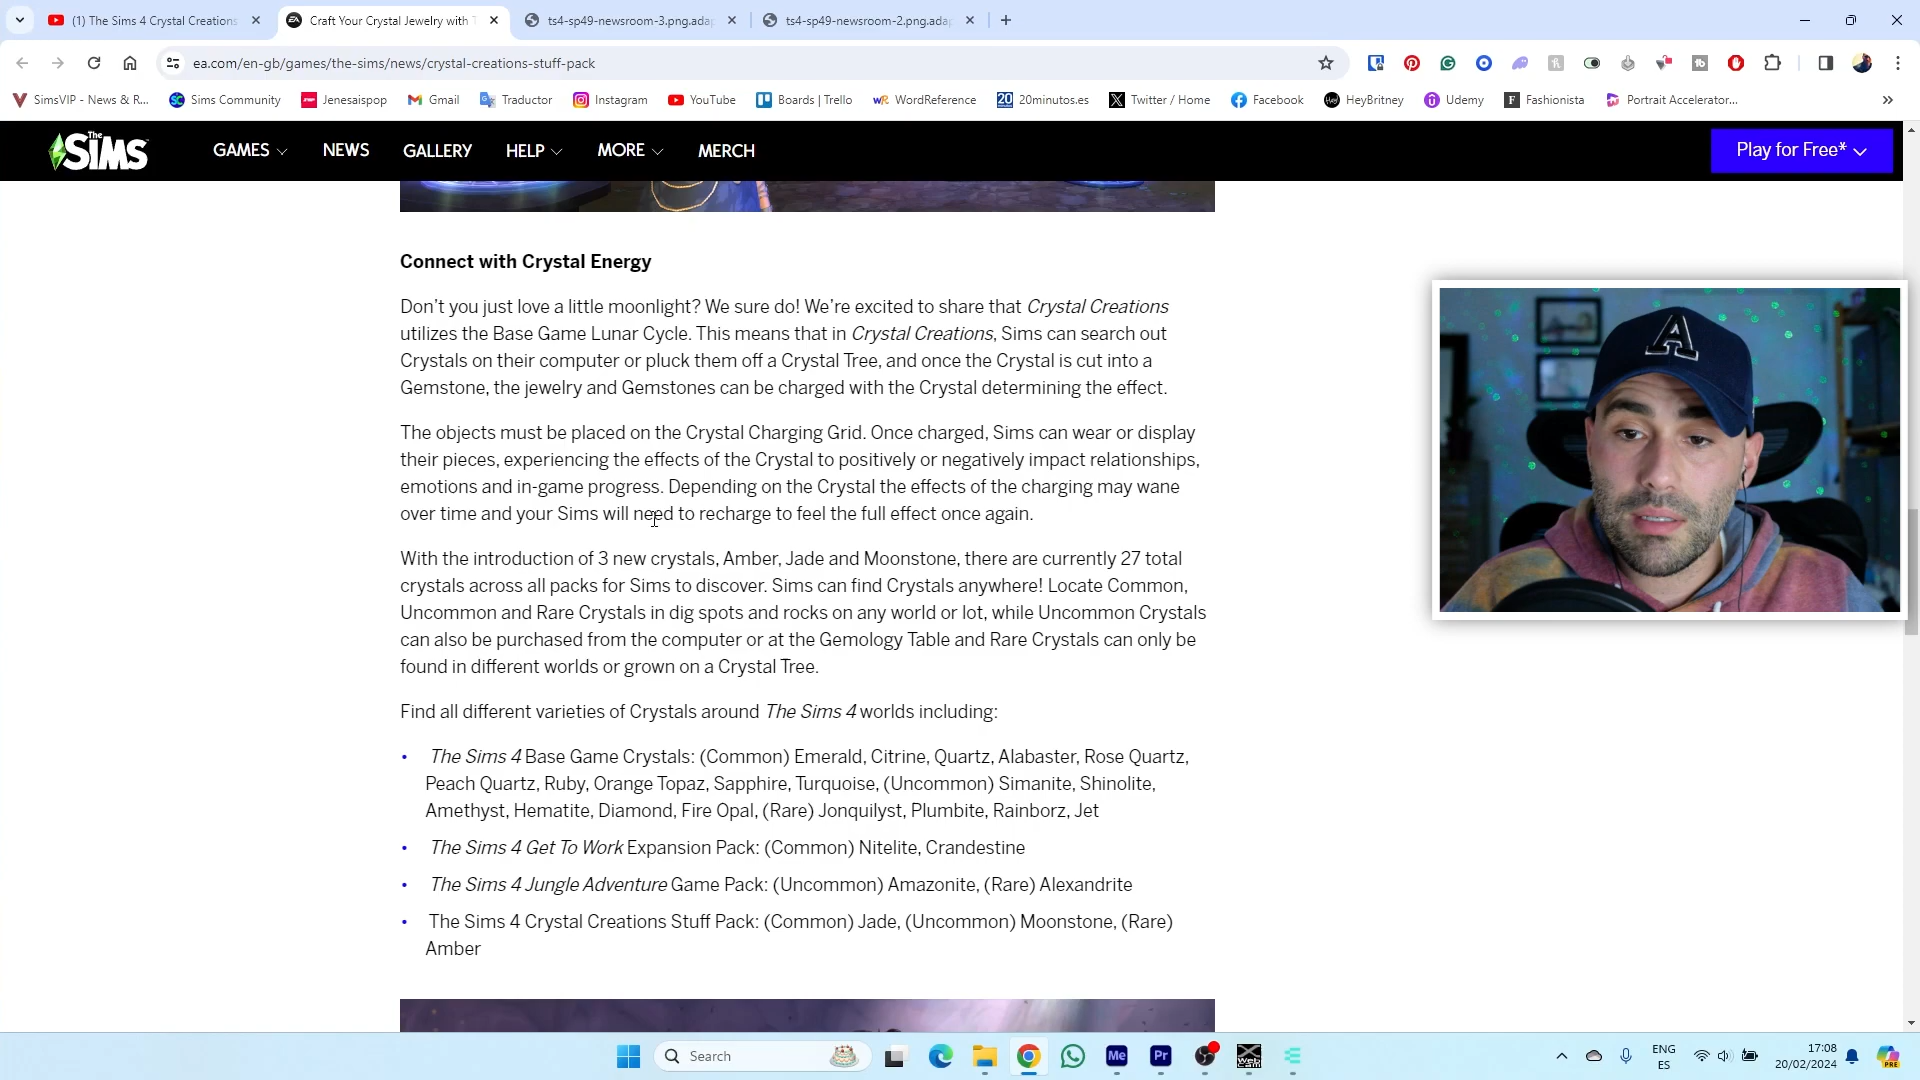 (1) The Sims 4 Crystal Creations
Craft Your Crystal Jewelry with T
ts4-sp49-newsroom-3.png.adap
ts4-sp49-newsroom-2.png.adap
ea.com/en-gb/games/the-sims/news/crystal-creations-stuff-pack
SimsVIP - News & R...
Sims Community
Jenesaispop
Gmail
Traductor
Instagram
YouTube
Boards | Trello
WordReference
20minutos.es
Twitter / Home
Facebook
HeyBritney
Udemy
Fashionista
Portrait Accelerator...
The SiMS
GAMES
NEWS
GALLERY
HELP
MORE
MERCH
Play for Free*
Connect with Crystal Energy
Don’t you just love a little moonlight? We sure do! We’re excited to share that Crystal Creations
utilizes the Base Game Lunar Cycle. This means that in Crystal Creations, Sims can search out
Crystals on their computer or pluck them off a Crystal Tree, and once the Crystal is cut into a
Gemstone, the jewelry and Gemstones can be charged with the Crystal determining the effect.
The objects must be placed on the Crystal Charging Grid. Once charged, Sims can wear or display
their pieces, experiencing the effects of the Crystal to positively or negatively impact relationships,
emotions and in-game progress. Depending on the Crystal the effects of the charging may wane
over time and your Sims will need to recharge to feel the full effect once again.
With the introduction of 3 new crystals, Amber, Jade and Moonstone, there are currently 27 total
crystals across all packs for Sims to discover. Sims can find Crystals anywhere! Locate Common,
Uncommon and Rare Crystals in dig spots and rocks on any world or lot, while Uncommon Crystals
can also be purchased from the computer or at the Gemology Table and Rare Crystals can only be
found in different worlds or grown on a Crystal Tree.
Find all different varieties of Crystals around The Sims 4 worlds including:
• The Sims 4 Base Game Crystals: (Common) Emerald, Citrine, Quartz, Alabaster, Rose Quartz,
Peach Quartz, Ruby, Orange Topaz, Sapphire, Turquoise, (Uncommon) Simanite, Shinolite,
Amethyst, Hematite, Diamond, Fire Opal, (Rare) Jonquilyst, Plumbite, Rainborz, Jet
• The Sims 4 Get To Work Expansion Pack: (Common) Nitelite, Crandestine
• The Sims 4 Jungle Adventure Game Pack: (Uncommon) Amazonite, (Rare) Alexandrite
• The Sims 4 Crystal Creations Stuff Pack: (Common) Jade, (Uncommon) Moonstone, (Rare)
Amber
A
Search
Me
Pr
ENG
ES
17:08
20/02/2024
PRE